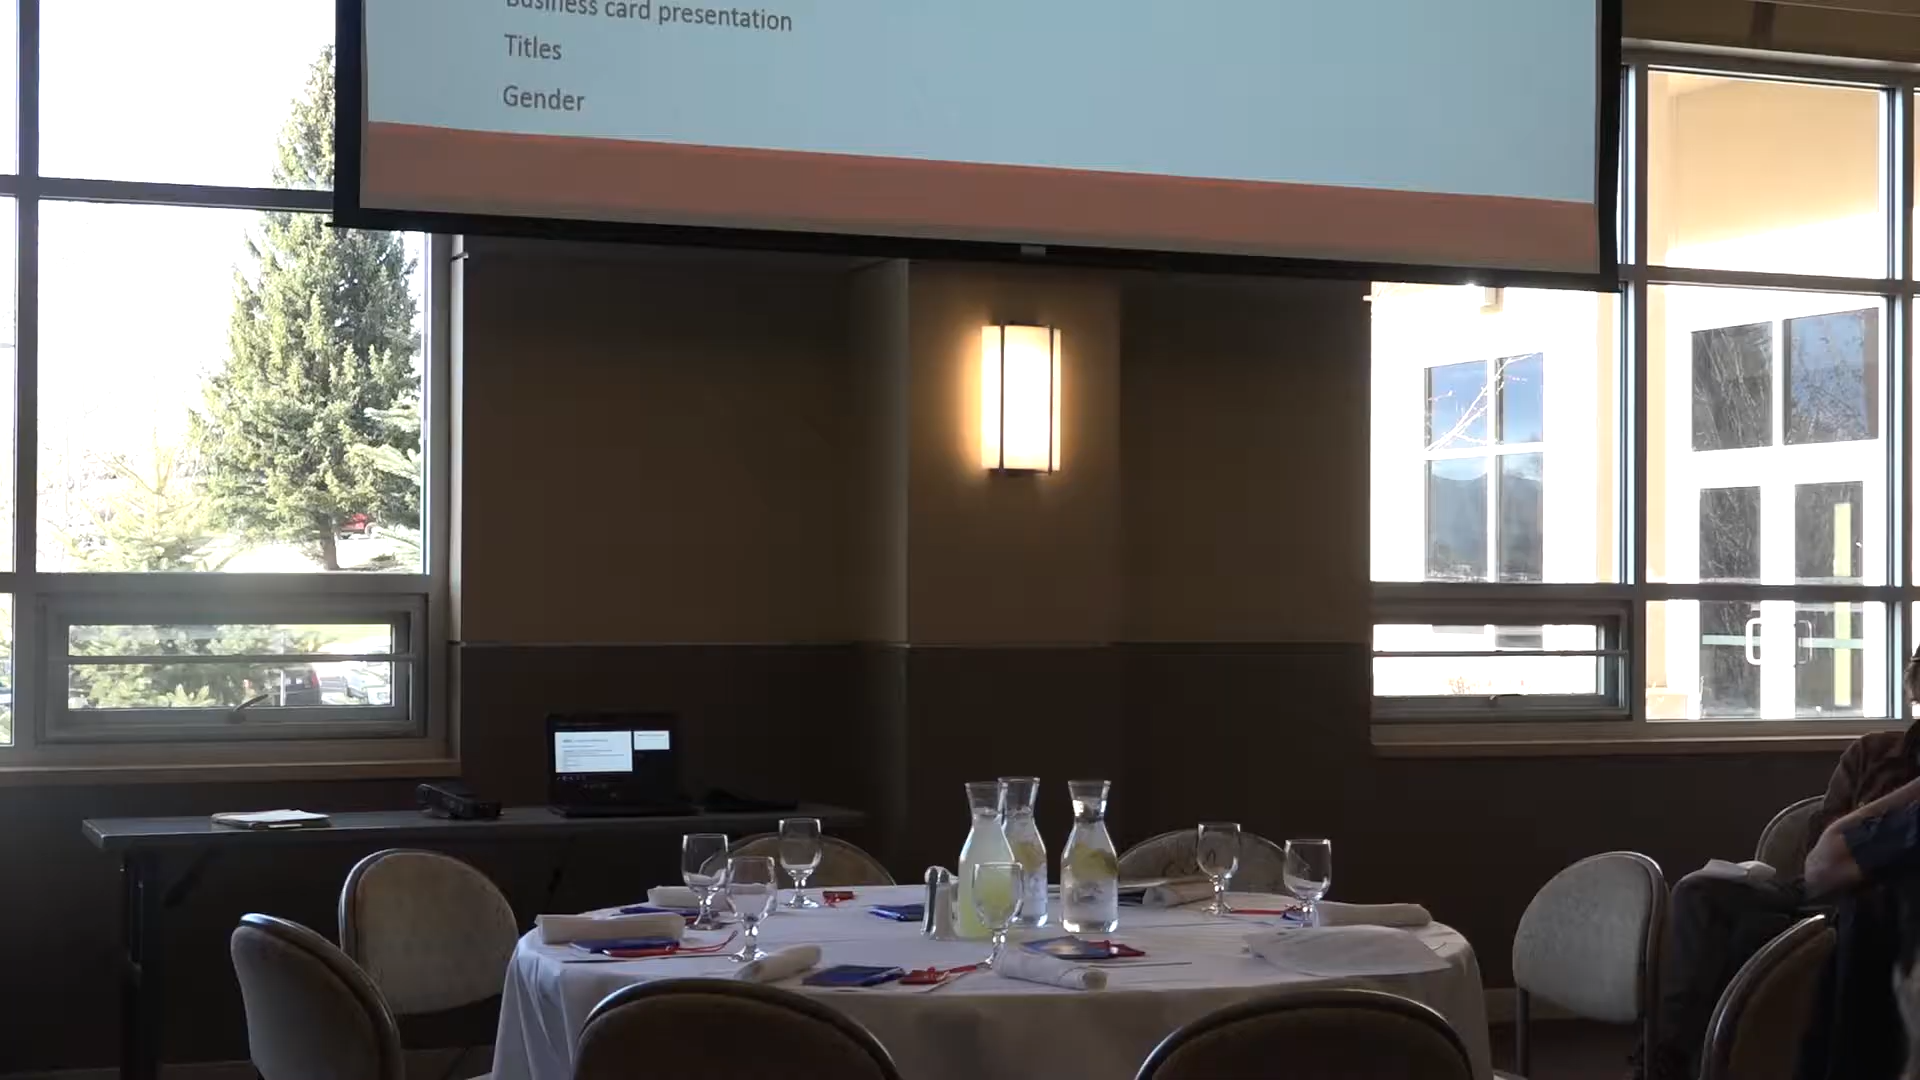 Business card presentation
Titles
Gender